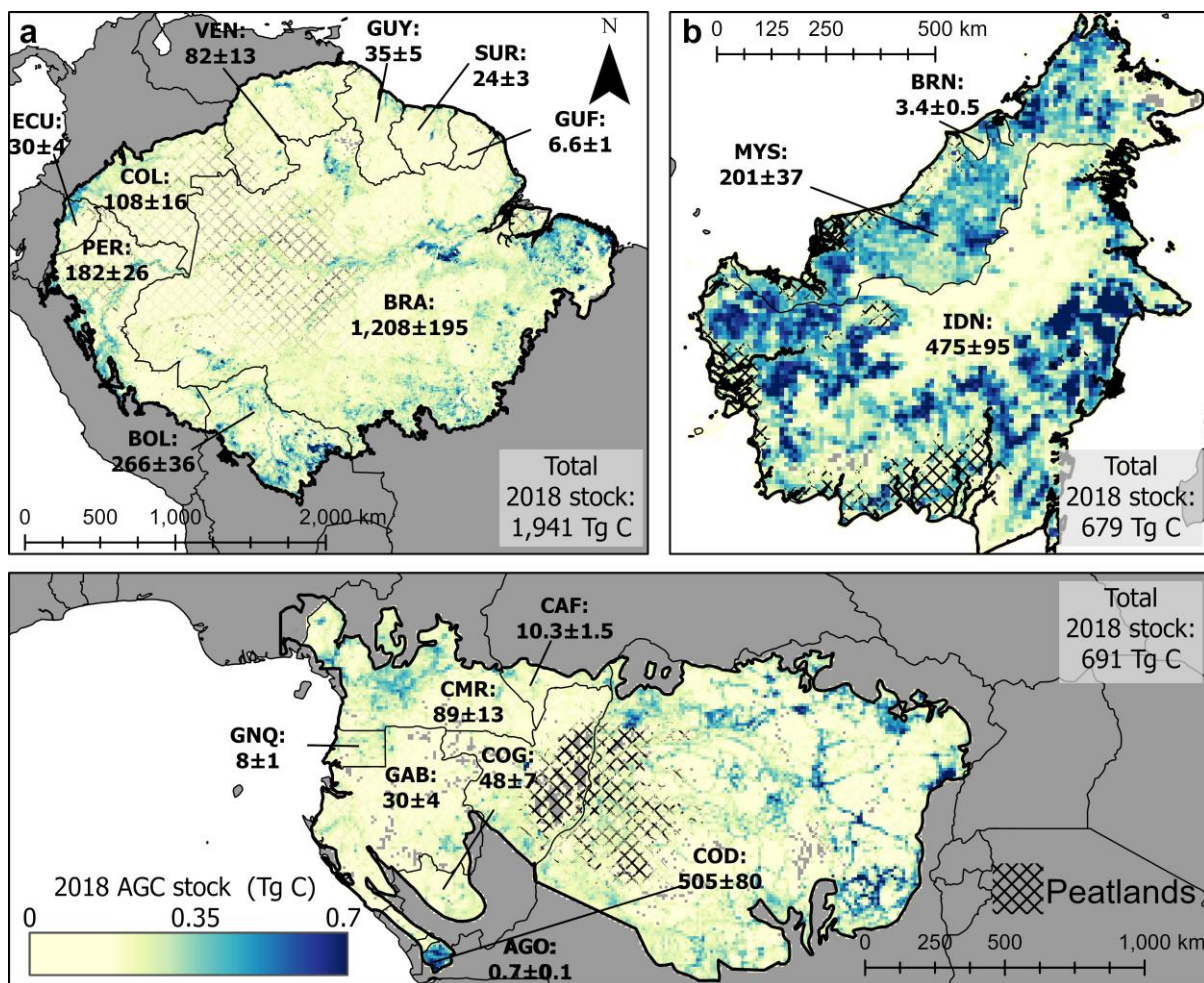 a
VEN:
82±13
GUY:
35±5
SUR:
24±3
N
GUF:
6.6±1
ECU:
30±4
COL:
108±16
PER:
182±26
BRA:
1,208±195
BOL:
266±36
Total
2018 stock:
1,941 Tg C
0 500 1,000 2,000 km
b
0 125 250 500 km
BRN:
3.4±0.5
MYS:
201±37
IDN:
475±95
Total
2018 stock:
679 Tg C
CAF:
10.3±1.5
Total
2018 stock:
691 Tg C
CMR:
89±13
GNQ:
8±1
COG:
48±7
GAB:
30±4
COD:
505±80
AGO:
0.7±0.1
2018 AGC stock (Tg C)
0 0.35 0.7
Peatlands
0 250 500 1,000 km